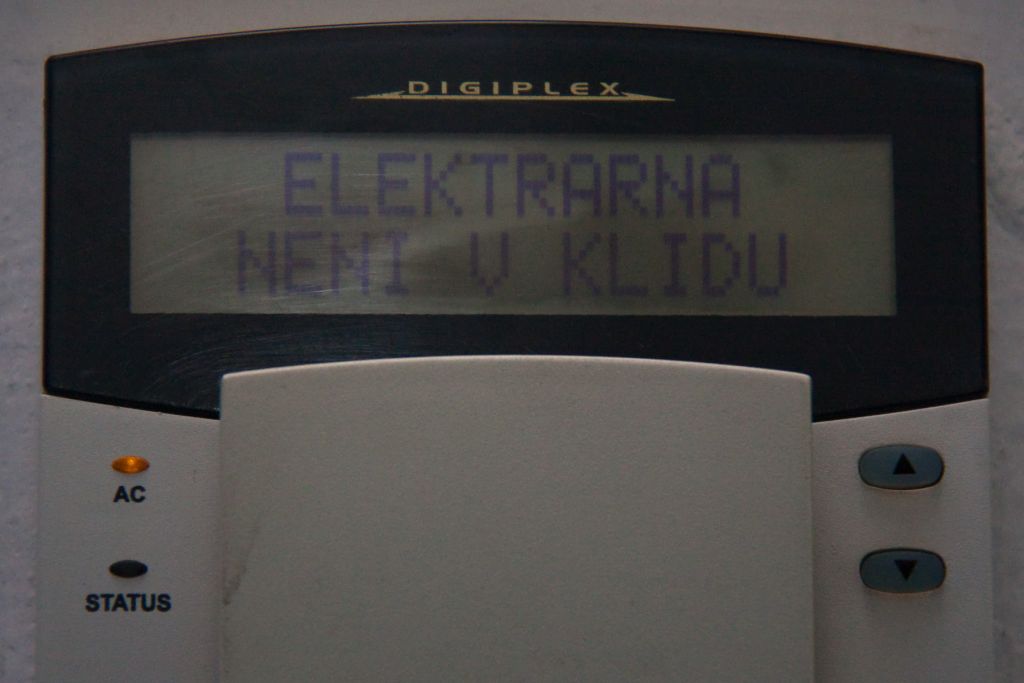 DIGIPLEX
ELEKTRARNA
NENI V KLIDU
AC
STATUS